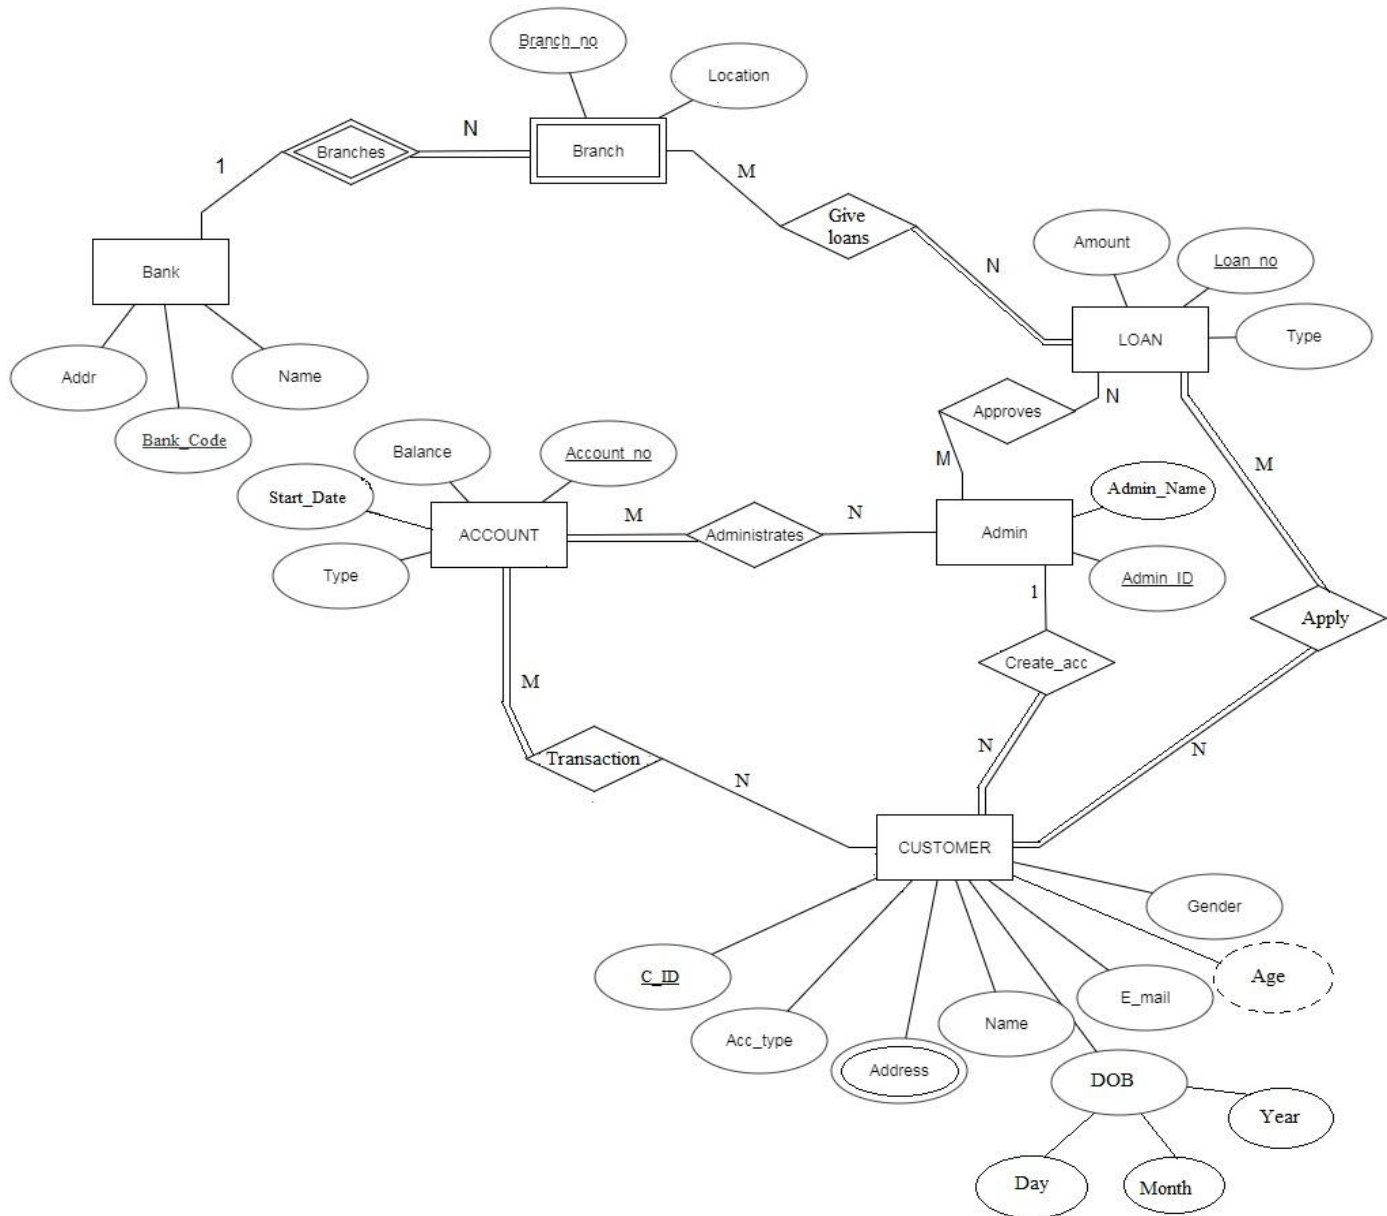 Branch_no
Location
N
Branches
Branch
1
M
Give
loans
Bank
Amount
Loan_no
N
LOAN
Type
Addr
Name
Bank_Code
Approves
N
Balance
Account_no
M
M
Start_Date
Admin_Name
M
N
ACCOUNT
Administrates
Admin
Type
Admin_ID
1
Apply
Create_acc
M
N
N
Transaction
N
CUSTOMER
Gender
C_ID
Age
E_mail
Name
Acc_type
Address
DOB
Year
Day
Month